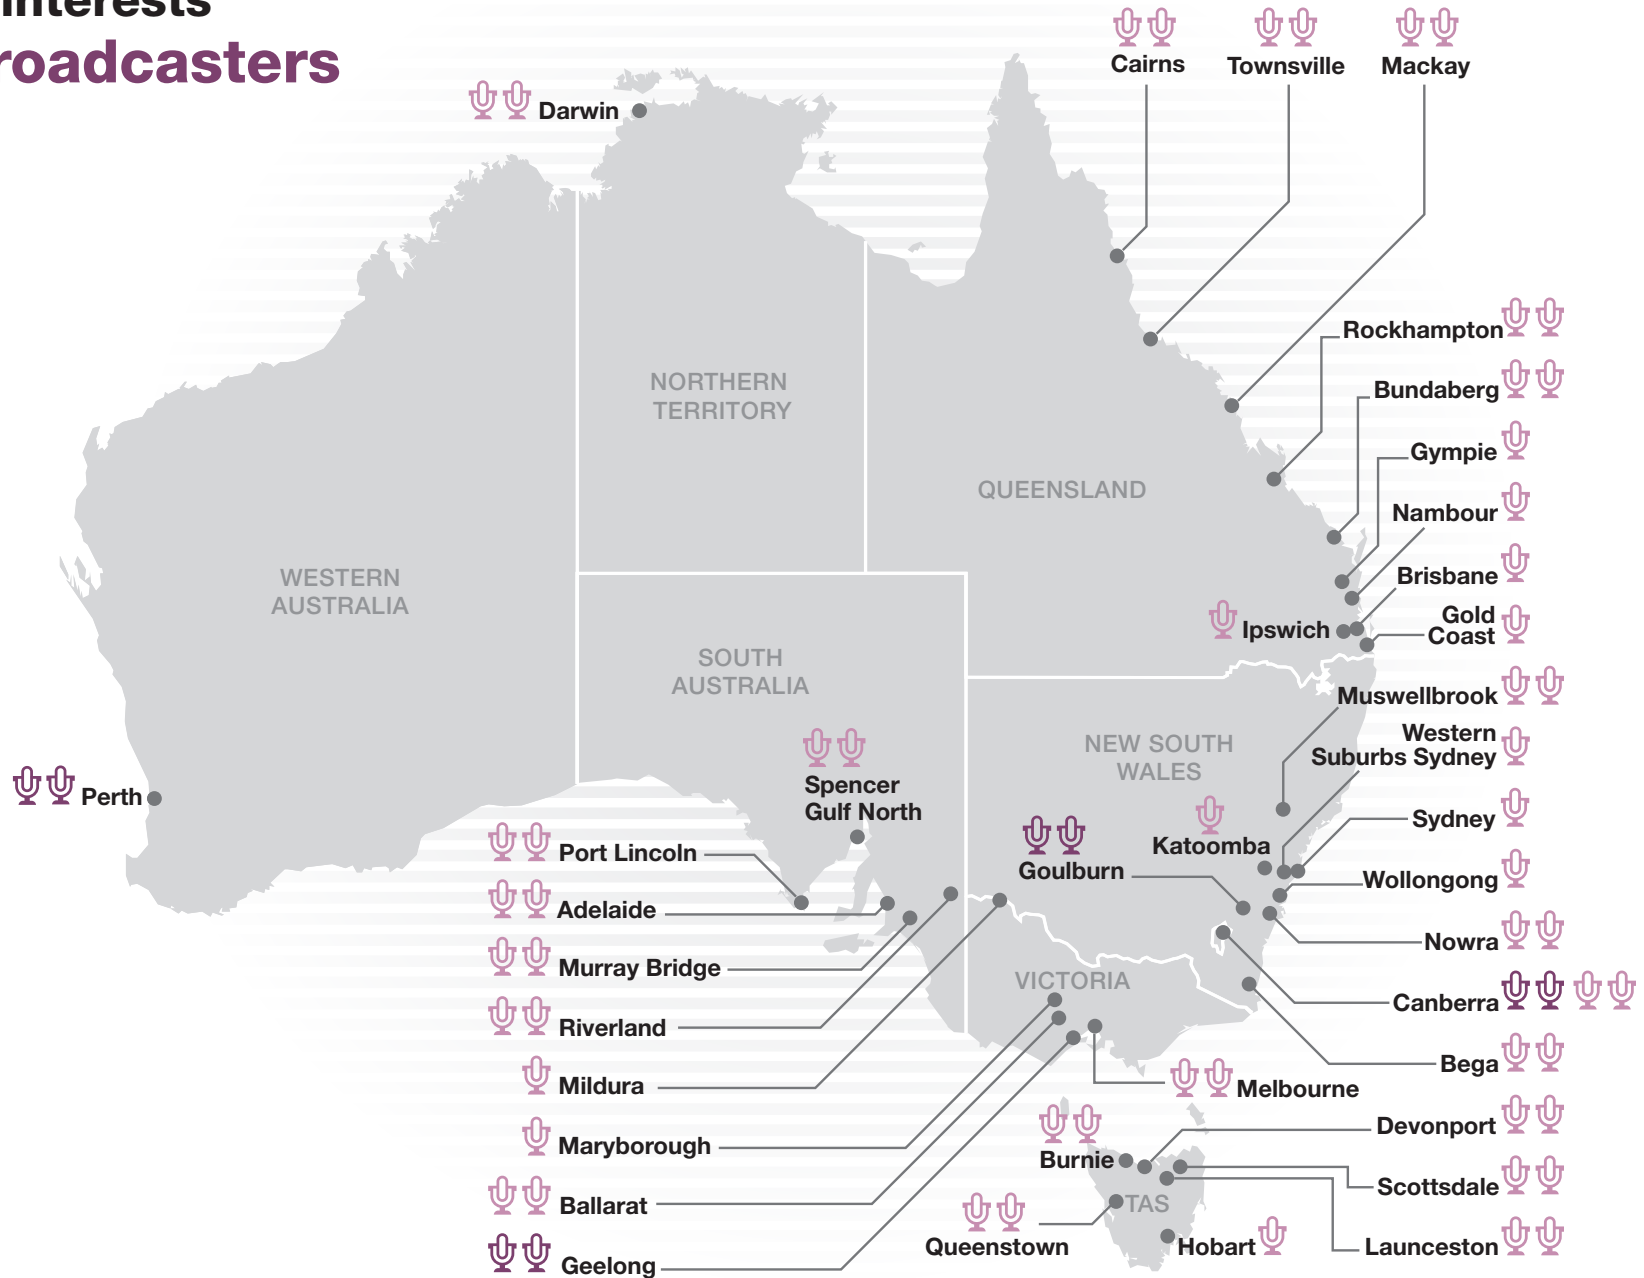 interests
roadcasters
Cairns
Townsville
Mackay
Darwin
Rockhampton
Bundaberg
Gympie
Nambour
Brisbane
Gold
Coast
Ipswich
NORTHERN
TERRITORY
QUEENSLAND
WESTERN
AUSTRALIA
SOUTH
AUSTRALIA
NEW SOUTH
WALES
Muswellbrook
Western
Suburbs Sydney
Sydney
Katoomba
Goulburn
Wollongong
Nowra
Canberra
Bega
Perth
Spencer
Gulf North
Port Lincoln
Adelaide
Murray Bridge
Riverland
Mildura
Maryborough
Ballarat
Geelong
VICTORIA
Melbourne
Devonport
Burnie
Scottsdale
TAS
Queenstown
Hobart
Launceston